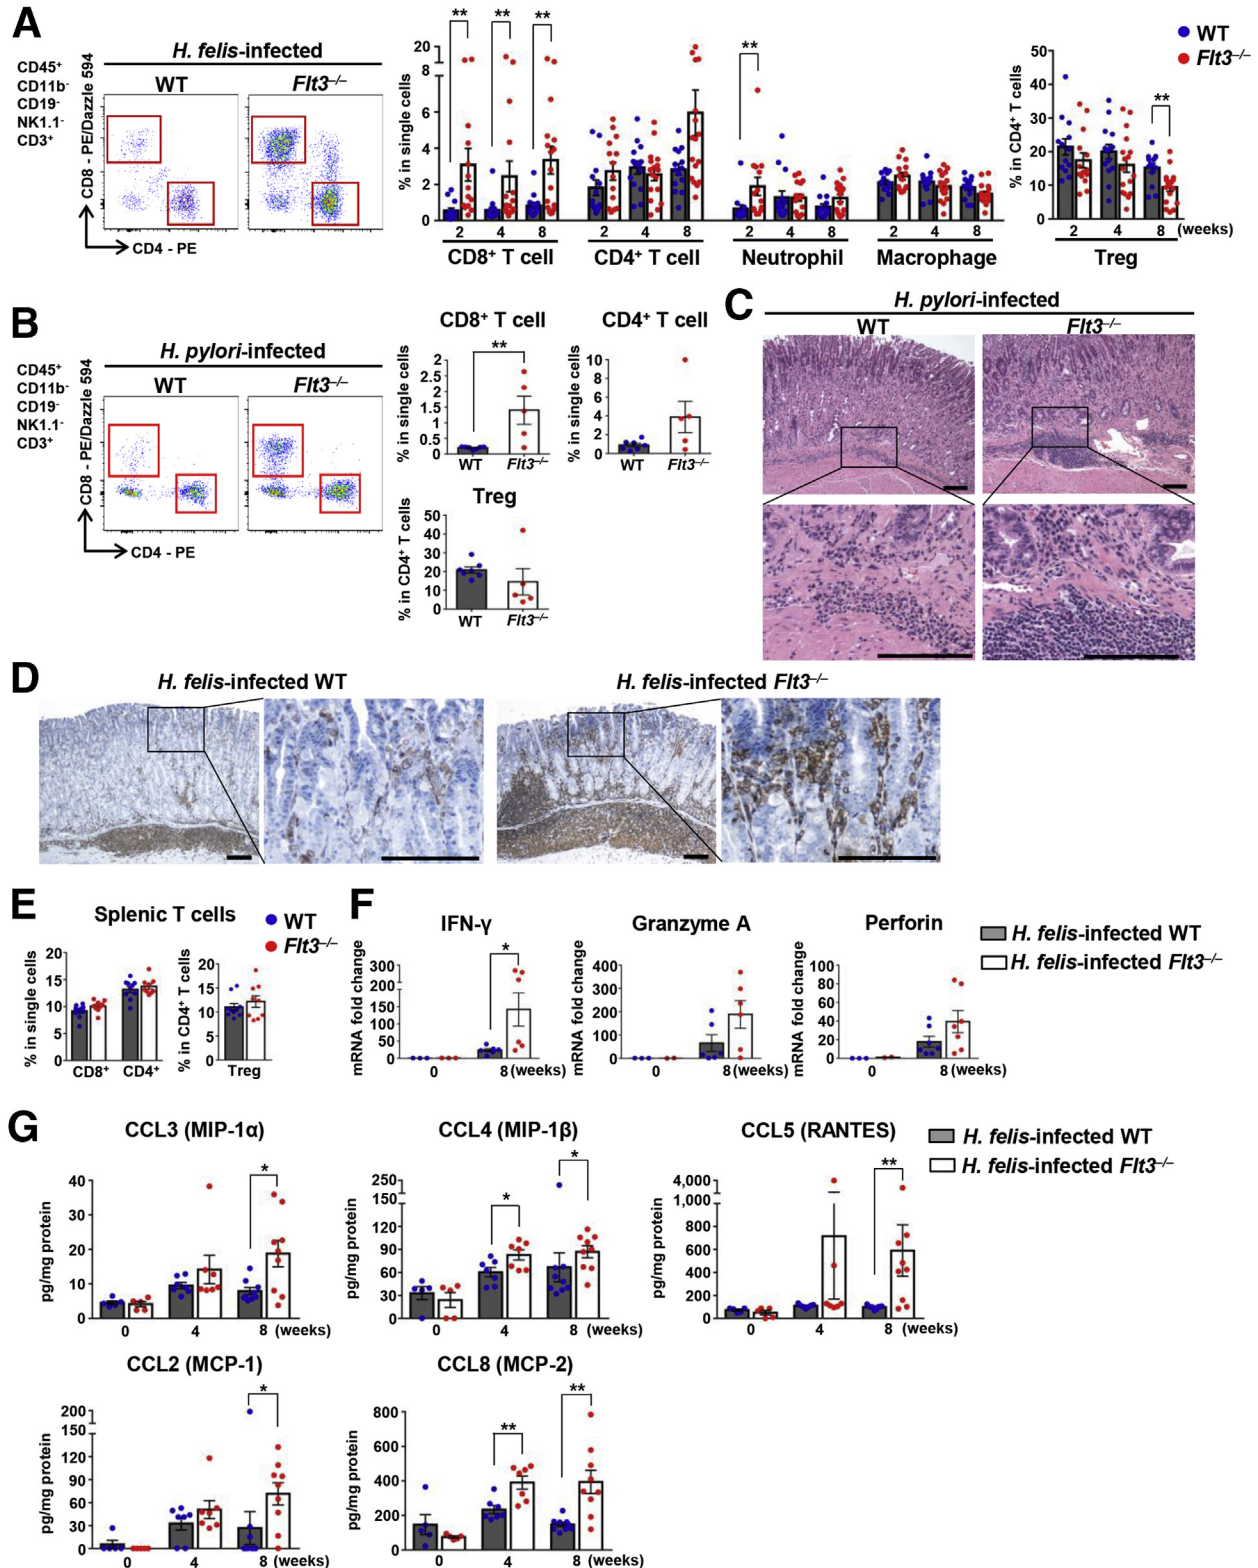 A
H. felis-infected
CD45+
CD11b-
CD19-
NK1.1-
CD3+
WT
Flt3–/–
CD8 - PE/Dazzle 594
CD4 - PE
% in single cells
20
8
6
4
2
0
**
**
**
**
2 4 8
2 4 8
2 4 8
2 4 8
CD8+ T cell
CD4+ T cell
Neutrophil
Macrophage
WT
Flt3–/–
% in CD4+ T cells
50
40
30
20
10
0
**
2 4 8 (weeks)
Treg
B
H. pylori-infected
CD45+
CD11b-
CD19-
NK1.1-
CD3+
WT
Flt3–/–
CD8 - PE/Dazzle 594
CD4 - PE
CD8+ T cell
% in single cells
2.5
2
1.5
1
0.5
0
**
WT
Flt3–/–
CD4+ T cell
% in single cells
10
8
6
4
2
0
WT
Flt3–/–
Treg
% in CD4+ T cells
50
40
30
20
10
0
WT
Flt3–/–
C
H. pylori-infected
WT
Flt3–/–
D
H. felis-infected WT
H. felis-infected Flt3–/–
E
Splenic T cells
WT
Flt3–/–
% in single cells
20
15
10
5
0
CD8+
CD4+
% in CD4+ T cells
20
15
10
5
0
Treg
F
IFN-γ
mRNA fold change
300
200
150
100
50
0
*
0 8 (weeks)
Granzyme A
mRNA fold change
400
300
200
100
0
0 8 (weeks)
Perforin
mRNA fold change
100
80
60
40
20
0
0 8 (weeks)
H. felis-infected WT
H. felis-infected Flt3–/–
G
CCL3 (MIP-1α)
pg/mg protein
40
30
20
10
0
*
0 4 8 (weeks)
CCL4 (MIP-1β)
pg/mg protein
250
150
120
90
60
30
0
*
*
0 4 8 (weeks)
CCL5 (RANTES)
pg/mg protein
4,000
1,000
800
600
400
200
0
**
0 4 8 (weeks)
H. felis-infected WT
H. felis-infected Flt3–/–
CCL2 (MCP-1)
pg/mg protein
200
150
120
90
60
30
0
*
0 4 8 (weeks)
CCL8 (MCP-2)
pg/mg protein
800
600
400
200
0
**
**
0 4 8 (weeks)